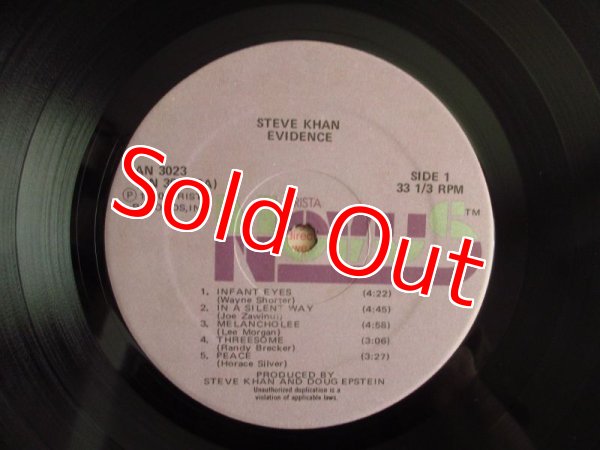 STEVE KHAN
EVIDENCE
AN 3023
SIDE 1
33 1/3 RPM
Sold Out
TM
1. INFANT EYES (4:22)
(Wayne Shorter)
2. IN A SILENT WAY (4:45)
(Joe Zawinul)
3. MELANCHOLEE (4:58)
(Lee Morgan)
4. THREESOME (3:06)
(Randy Brecker)
5. PEACE (3:27)
(Horace Silver)
PRODUCED BY
STEVE KHAN AND DOUG EPSTEIN
Unauthorized duplication is a
violation of applicable laws.